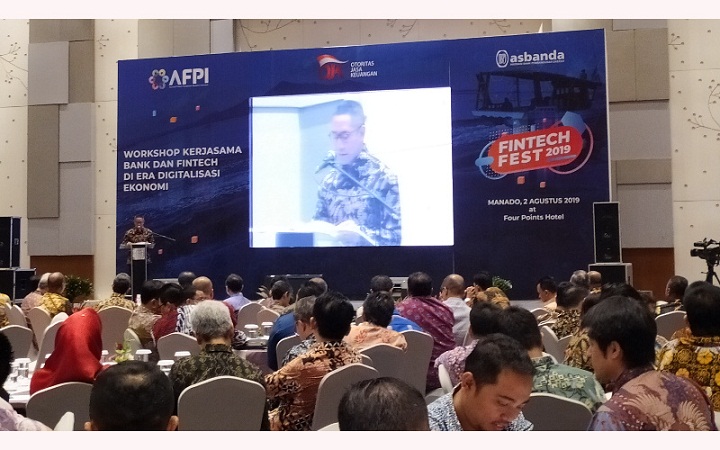 AFPI
OTORITAS
JASA
KEUANGAN
asbanda
WORKSHOP KERJASAMA
BANK DAN FINTECH
DI ERA DIGITALISASI
EKONOMI
FINTECH
FEST 2019
MANADO, 2 AGUSTUS 2019
at
Four Points Hotel